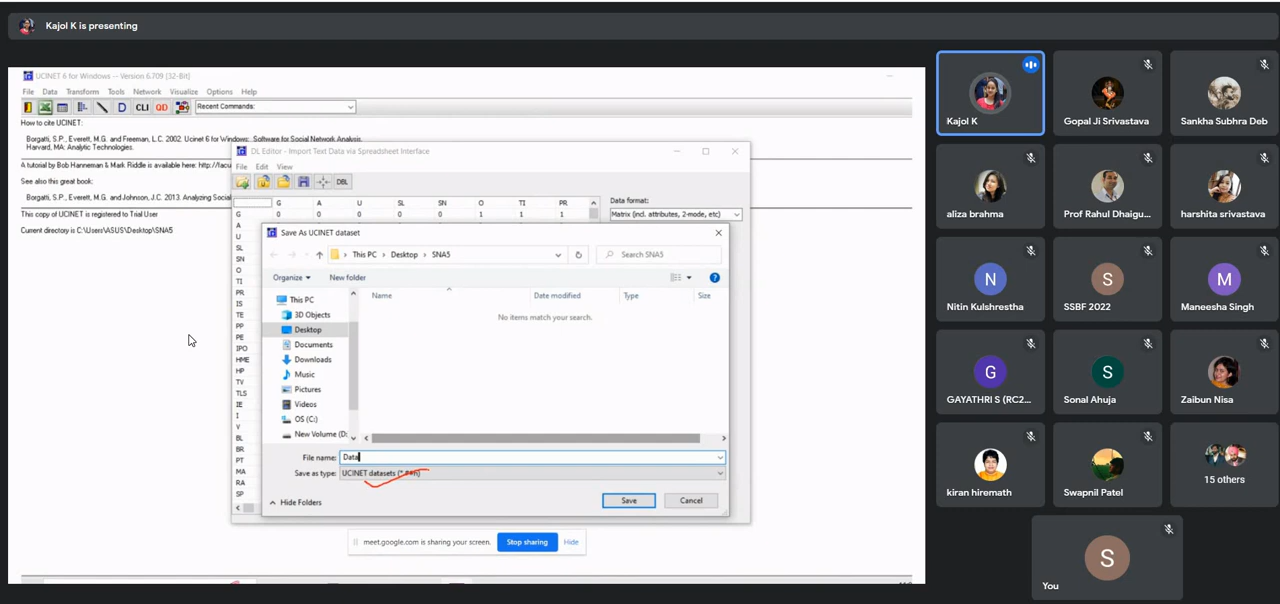 Kajol K is presenting
UCINET 6 for Windows -- Version 6.709 (32-Bit)
File Data Transform Tools Network Visualize Options Help
D CLI QD Recent Commands:
How to cite UCINET:
Borgatti, S.P., Everett, M.G. and Freeman, L.C. 2002. Ucinet 6 for Windows: Software for Social Network Analysis.
Harvard, MA: Analytic Technologies.
A tutorial by Bob Hanneman & Mark Riddle is available here: http://facu
See also this great book:
Borgatti, S.P., Everett, M.G. and Johnson, J.C. 2013. Analyzing Social
This copy of UCINET is registered to Trial User
Current directory is C:\Users\ASUS\Desktop\SNA5
DL Editor - Import Text Data via Spreadsheet Interface
File Edit View
DBL
G A U SL SN O TI PR
G 0 0 0 0 0 1 1 1
Data format:
Matrix (incl. attributes, 2-mode, etc)
A
U
SL
SN
O
TI
PR
IS
TE
PP
PE
IPO
HME
HP
TV
TLS
IE
I
V
BL
BR
PT
MA
RA
SP
Save As UCINET dataset
This PC > Desktop > SNA5
Search SNA5
Organize New folder
Name Date modified Type Size
No items match your search.
This PC
3D Objects
Desktop
Documents
Downloads
Music
Pictures
Videos
OS (C:)
New Volume (D:
File name: Data
Save as type: UCINET datasets (*.##h)
Hide Folders
Save Cancel
meet.google.com is sharing your screen. Stop sharing Hide
Kajol K
Gopal Ji Srivastava
Sankha Subhra Deb
aliza brahma
Prof Rahul Dhaigu...
harshita srivastava
N
Nitin Kulshrestha
S
SSBF 2022
M
Maneesha Singh
G
GAYATHRI S (RC2...
S
Sonal Ahuja
Zaibun Nisa
kiran hiremath
Swapnil Patel
15 others
S
You